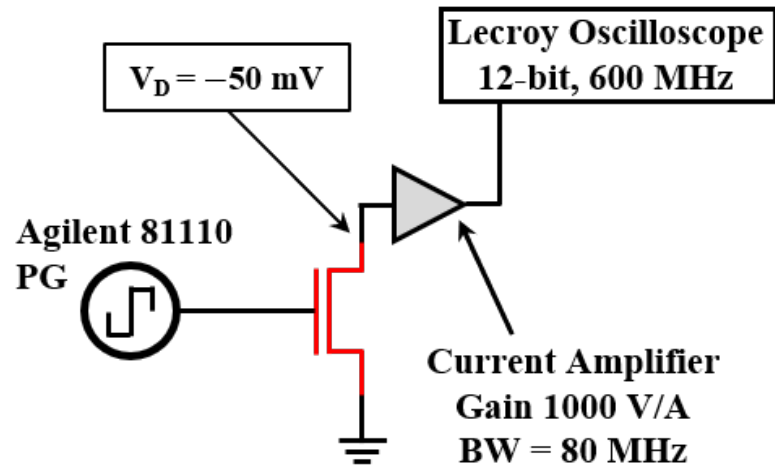 Lecroy Oscilloscope
12-bit, 600 MHz
V_D = −50 mV
Agilent 81110
PG
Current Amplifier
Gain 1000 V/A
BW = 80 MHz